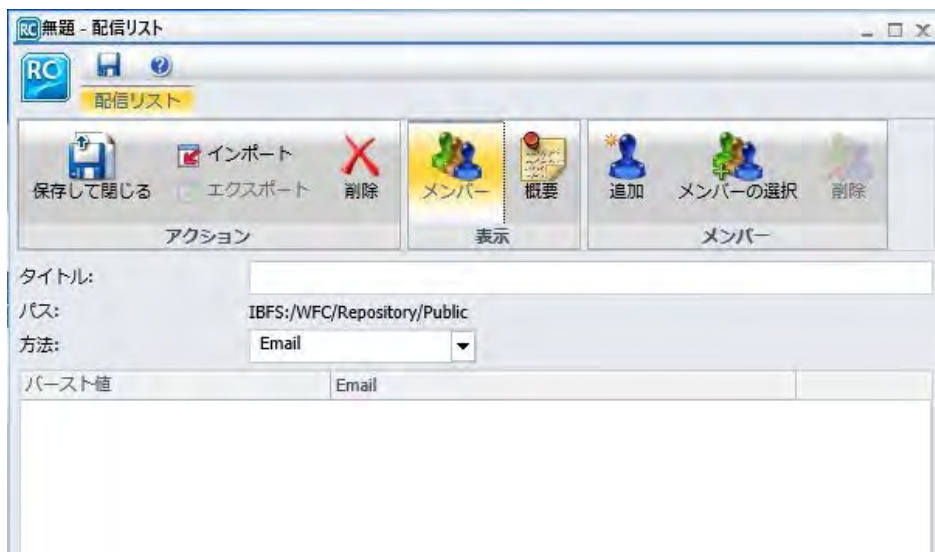 RC 無題 - 配信リスト
RC
配信リスト
保存して閉じる
インポート
エクスポート
削除
メンバー
概要
追加
メンバーの選択
削除
アクション
表示
メンバー
タイトル:
パス: IBFS:/WFC/Repository/Public
方法: Email
バースト値 Email